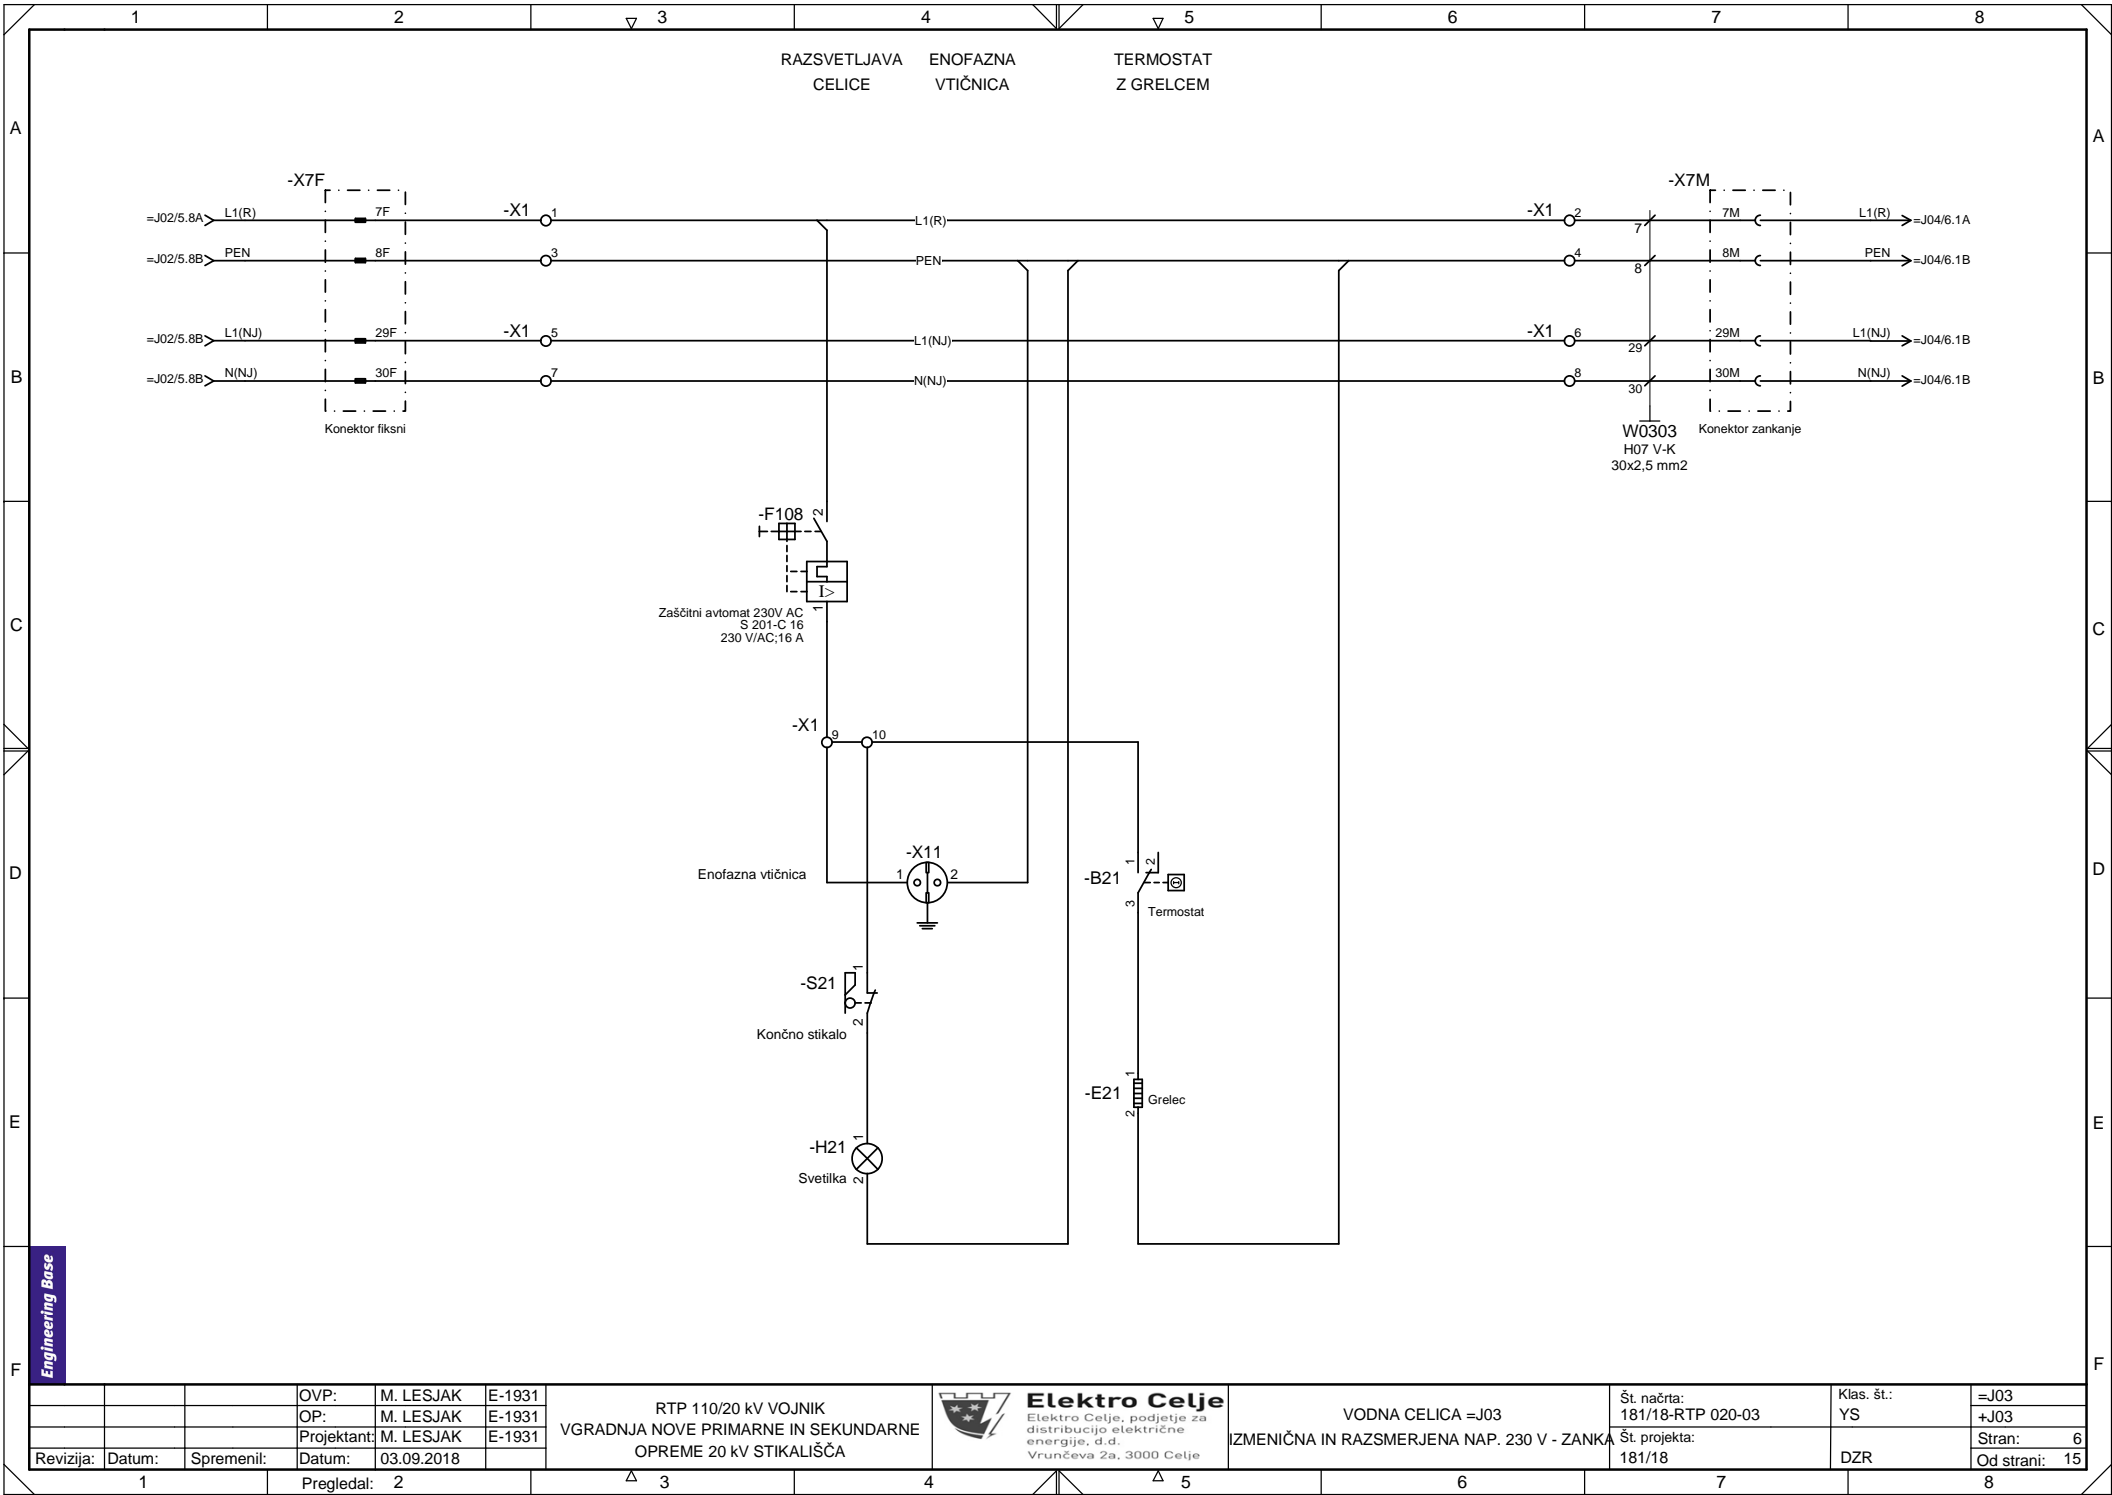 1 2 3 4 5 6 7 8
RAZSVETLJAVA CELICE
ENOFAZNA VTIČNICA
TERMOSTAT Z GRELCEM
A A
-X7F -X7M
=J02/5.8A L1(R) 7F -X1 1 L1(R) -X1 2 7 7M L1(R) =J04/6.1A
=J02/5.8B PEN 8F 3 PEN 4 8 8M PEN =J04/6.1B
=J02/5.8B L1(NJ) 29F -X1 5 L1(NJ) -X1 6 29 29M L1(NJ) =J04/6.1B
B B
=J02/5.8B N(NJ) 30F 7 N(NJ) 8 30 30M N(NJ) =J04/6.1B
Konektor fiksni
W0303
H07 V-K
30x2,5 mm2
Konektor zankanje
-F108 2
I>
1
Zaščitni avtomat 230V AC
S 201-C 16
230 V/AC;16 A
C C
-X1 9 10
-X11
Enofazna vtičnica 1 2
D D
-B21 1 2
3
Termostat
-S21 1
2
Končno stikalo
-E21 1
2
Grelec
E E
-H21 1
2
Svetilka
Engineering Base
F F
OVP: M. LESJAK E-1931
OP: M. LESJAK E-1931
Projektant: M. LESJAK E-1931
Revizija: Datum: Spremenil: Datum: 03.09.2018
Pregledal:
RTP 110/20 kV VOJNIK
VGRADNJA NOVE PRIMARNE IN SEKUNDARNE
OPREME 20 kV STIKALIŠČA
Elektro Celje
Elektro Celje, podjetje za
distribucijo električne
energije, d.d.
Vrunčeva 2a, 3000 Celje
VODNA CELICA =J03
IZMENIČNA IN RAZSMERJENA NAP. 230 V - ZANKA
Št. načrta:
181/18-RTP 020-03
Št. projekta:
181/18
Klas. št.:
YS
DZR
=J03
+J03
Stran: 6
Od strani: 15
1 2 3 4 5 6 7 8